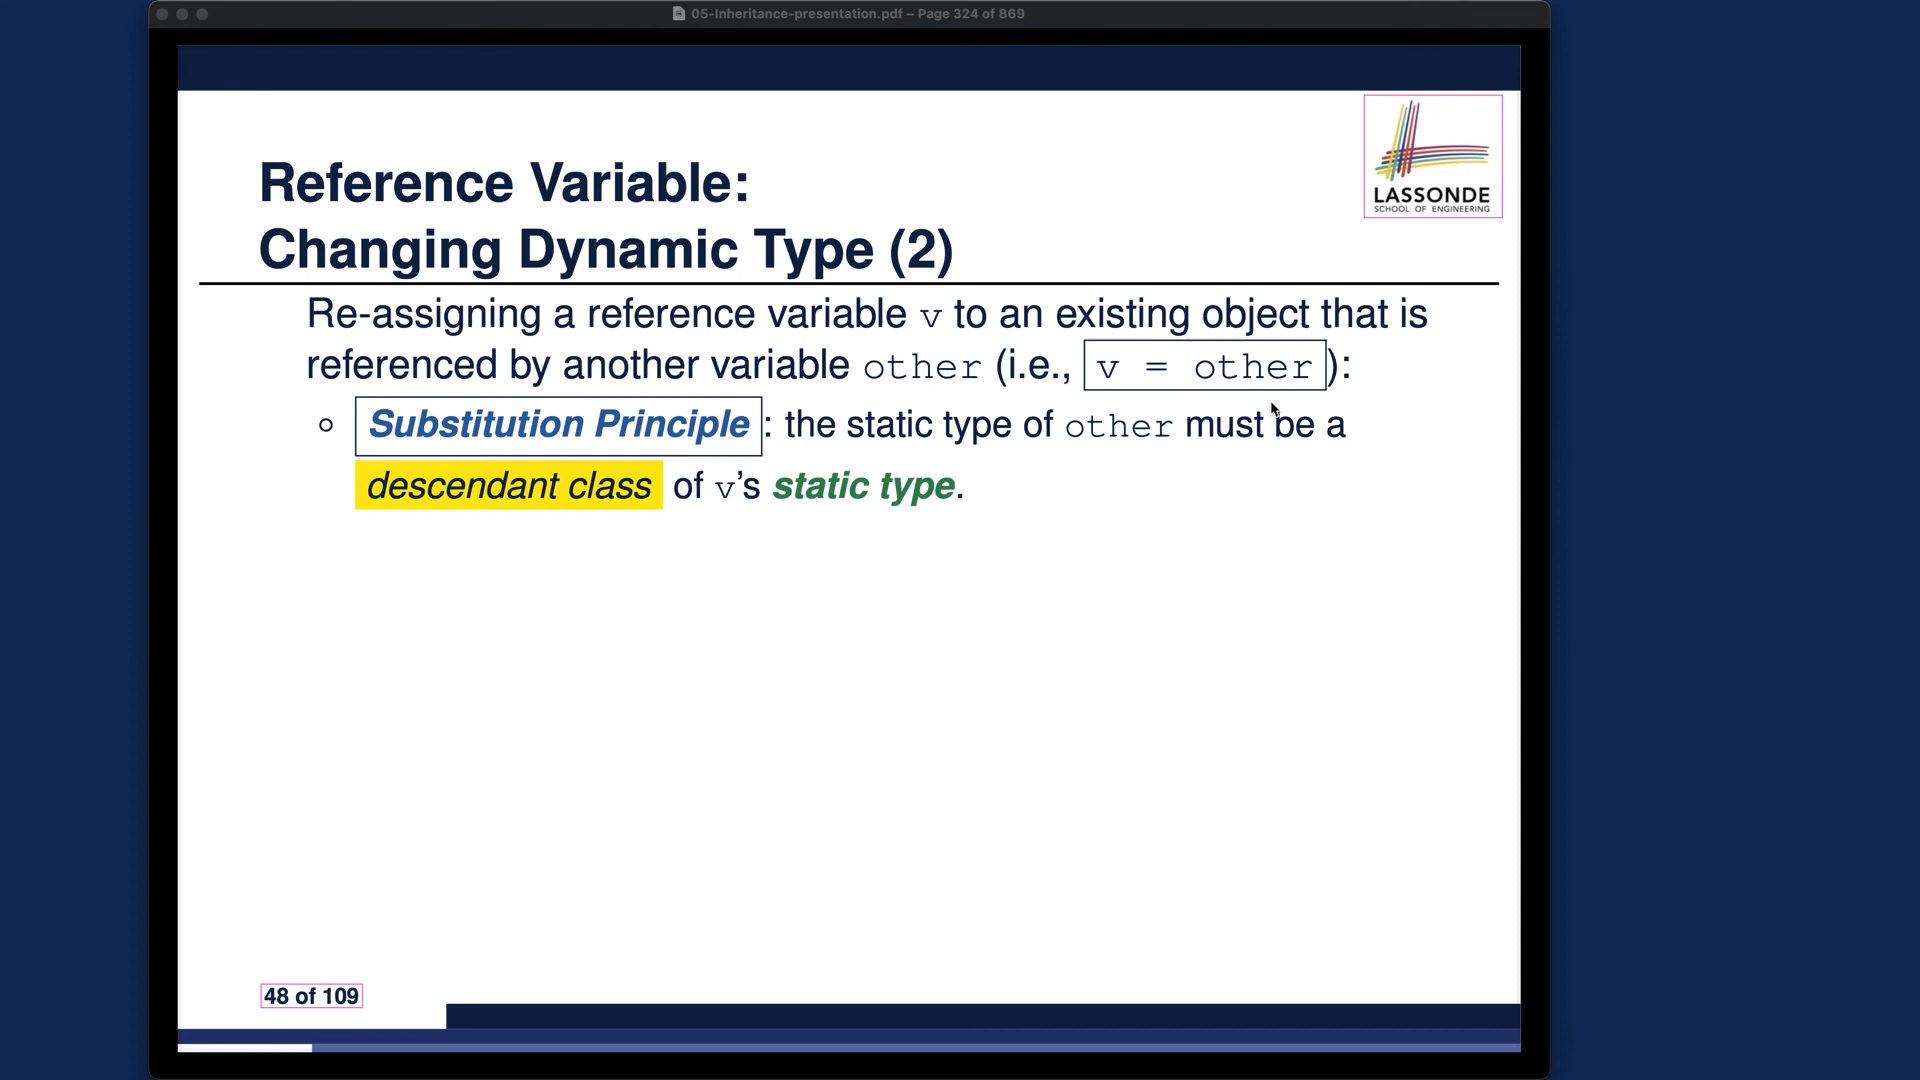 05-Inheritance-presentation.pdf – Page 324 of 869
LASSONDE
SCHOOL OF ENGINEERING
Reference Variable:
Changing Dynamic Type (2)
Re-assigning a reference variable v to an existing object that is
referenced by another variable other (i.e., v = other ):
Substitution Principle : the static type of other must be a
descendant class of v’s static type.
48 of 109